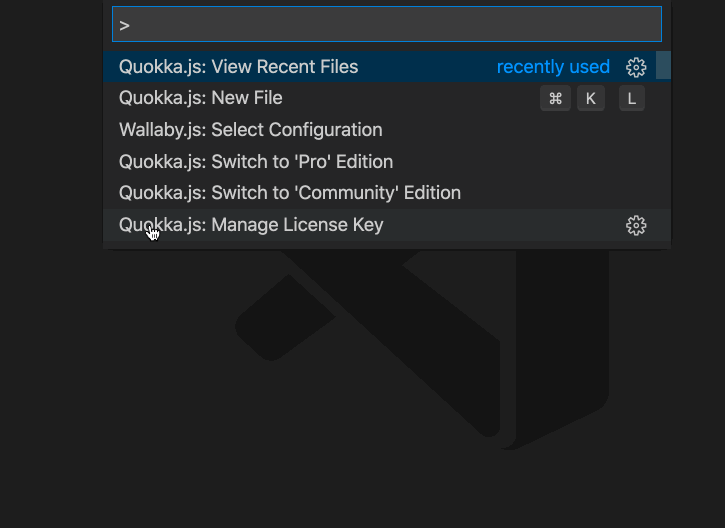 >
Quokka.js: View Recent Files recently used
Quokka.js: New File ⌘ K L
Wallaby.js: Select Configuration
Quokka.js: Switch to 'Pro' Edition
Quokka.js: Switch to 'Community' Edition
Quokka.js: Manage License Key